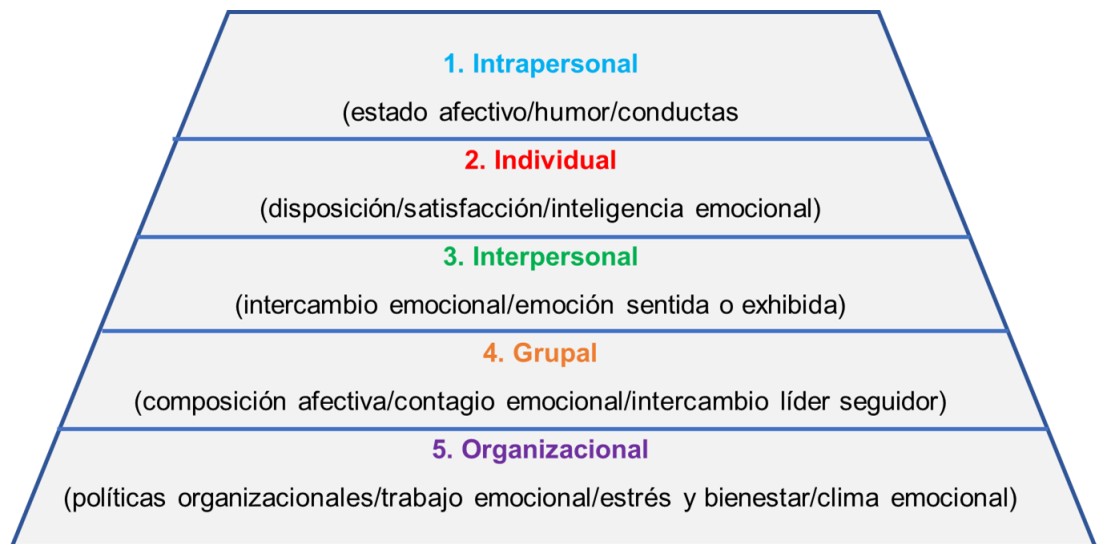 1. Intrapersonal
(estado afectivo/humor/conductas
2. Individual
(disposición/satisfacción/inteligencia emocional)
3. Interpersonal
(intercambio emocional/emoción sentida o exhibida)
4. Grupal
(composición afectiva/contagio emocional/intercambio líder seguidor)
5. Organizacional
(políticas organizacionales/trabajo emocional/estrés y bienestar/clima emocional)